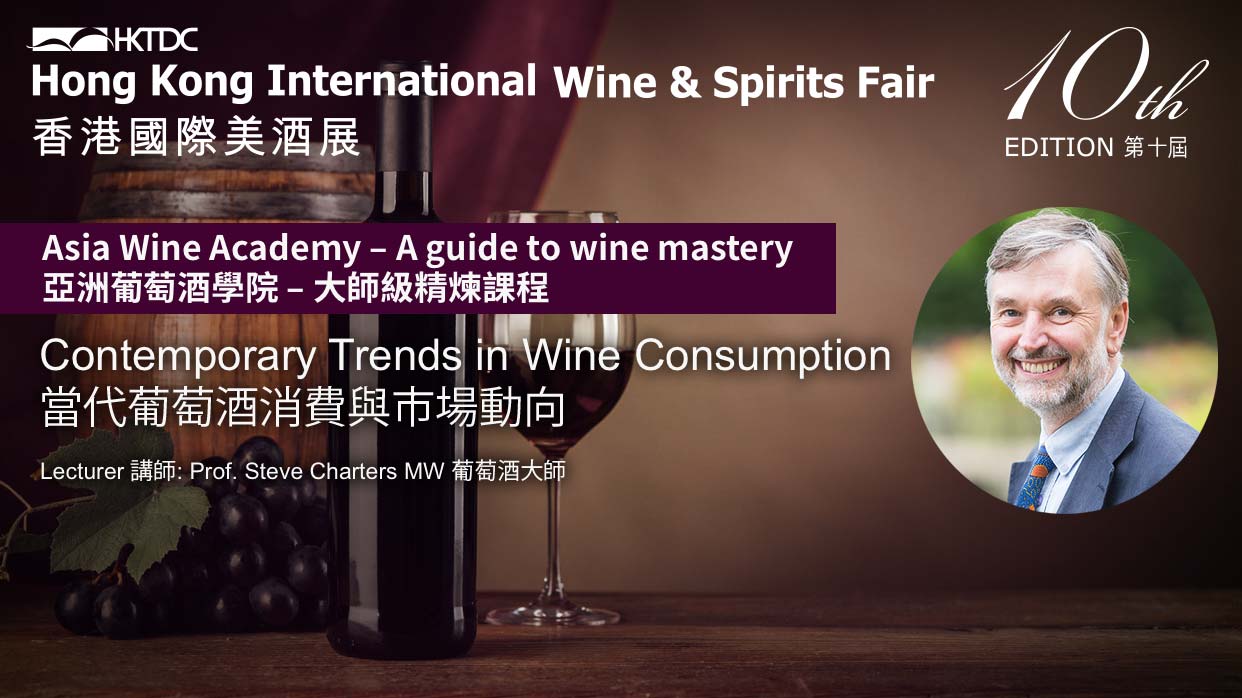 HKTDC
Hong Kong International Wine & Spirits Fair
香港國際美酒展
10th
EDITION 第十屆
Asia Wine Academy – A guide to wine mastery
亞洲葡萄酒學院 – 大師級精煉課程
Contemporary Trends in Wine Consumption
當代葡萄酒消費與市場動向
Lecturer 講師: Prof. Steve Charters MW 葡萄酒大師